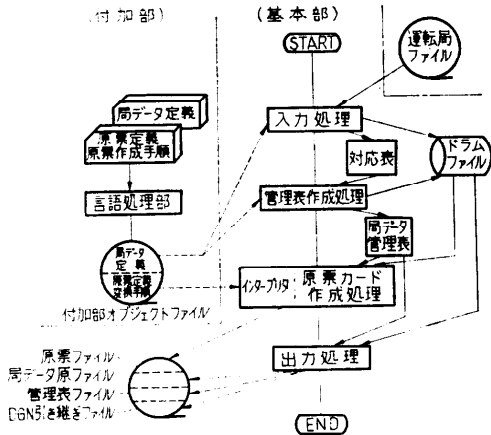 (付加部)
(基本部)
START
運転局
ファイル
局データ定義
原票定義
原票作成手順
入力処理
対応表
ドラム
ファイル
言語処理部
管理表作成処理
局データ
管理表
局データ
定義
原票定義
変換手順
インタープリタ
原票カード
作成処理
付加部オブジェクトファイル
原票ファイル
局データ原ファイル
管理表ファイル
DGN引き継ぎファイル
出力処理
END